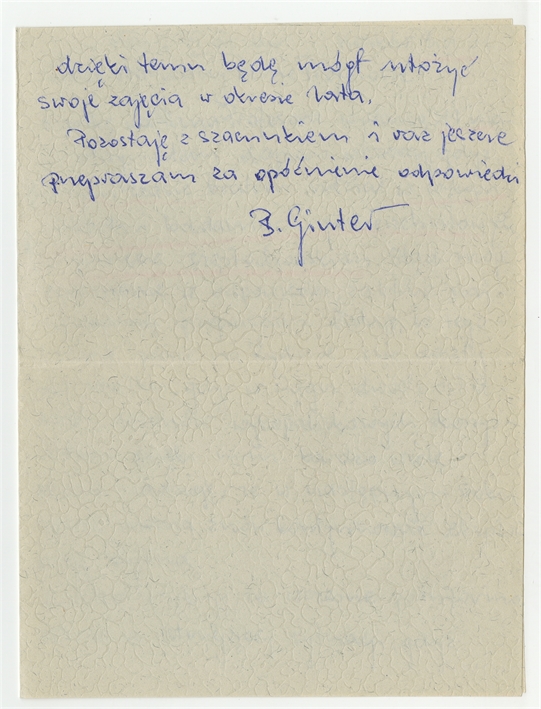 dzięki temu będę mógł ułożyć
swoje zajęcia w okresie lata.
Pozostaję z szacunkiem i raz jeszcze
przepraszam za opóźnienie odpowiedzi
B. Ginter